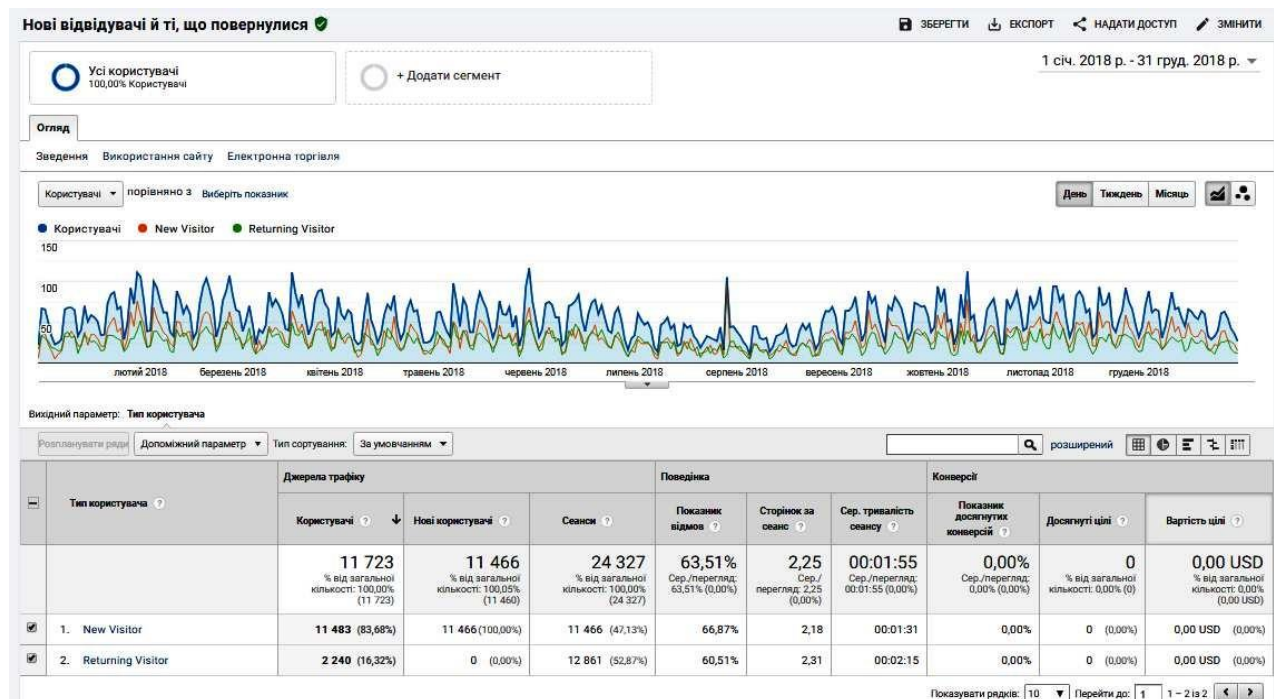 Нові відвідувачі й ті, що повернулися
ЗБЕРЕГТИ ЕКСПОРТ НАДАТИ ДОСТУП ЗМІНИТИ
Усі користувачі
100,00% Користувачі
+ Додати сегмент
1 січ. 2018 р. - 31 груд. 2018 р.
Огляд
Зведення Використання сайту Електронна торгівля
Користувачі порівняно з Виберіть показник
День Тиждень Місяць
Користувачі New Visitor Returning Visitor
150
100
50
лютий 2018 березень 2018 квітень 2018 травень 2018 червень 2018 липень 2018 серпень 2018 вересень 2018 жовтень 2018 листопад 2018 грудень 2018
Вихідний параметр: Тип користувача
Розпланувати ряди Допоміжний параметр Тип сортування: За умовчанням
розширений
Тип користувача ?
Джерела трафіку Поведінка Конверсії
Користувачі ? Нові користувачі ? Сеанси ? Показник відмов ? Сторінок за сеанс ? Сер. тривалість сеансу ? Показник досягнутих конверсій ? Досягнуті цілі ? Вартість цілі ?
11 723 11 466 24 327 63,51% 2,25 00:01:55 0,00% 0 0,00 USD
% від загальної кількості: 100,00% (11 723)
% від загальної кількості: 100,05% (11 460)
% від загальної кількості: 100,00% (24 327)
Сер./перегляд: 63,51% (0,00%)
Сер./перегляд: 2,25 (0,00%)
Сер./перегляд: 00:01:55 (0,00%)
Сер./перегляд: 0,00% (0,00%)
% від загальної кількості: 0,00% (0)
% від загальної кількості: 0,00% (0,00 USD)
1. New Visitor 11 483 (83,68%) 11 466 (100,00%) 11 466 (47,13%) 66,87% 2,18 00:01:31 0,00% 0 (0,00%) 0,00 USD (0,00%)
2. Returning Visitor 2 240 (16,32%) 0 (0,00%) 12 861 (52,87%) 60,51% 2,31 00:02:15 0,00% 0 (0,00%) 0,00 USD (0,00%)
Показувати рядків: 10 Перейти до: 1 1 – 2 із 2